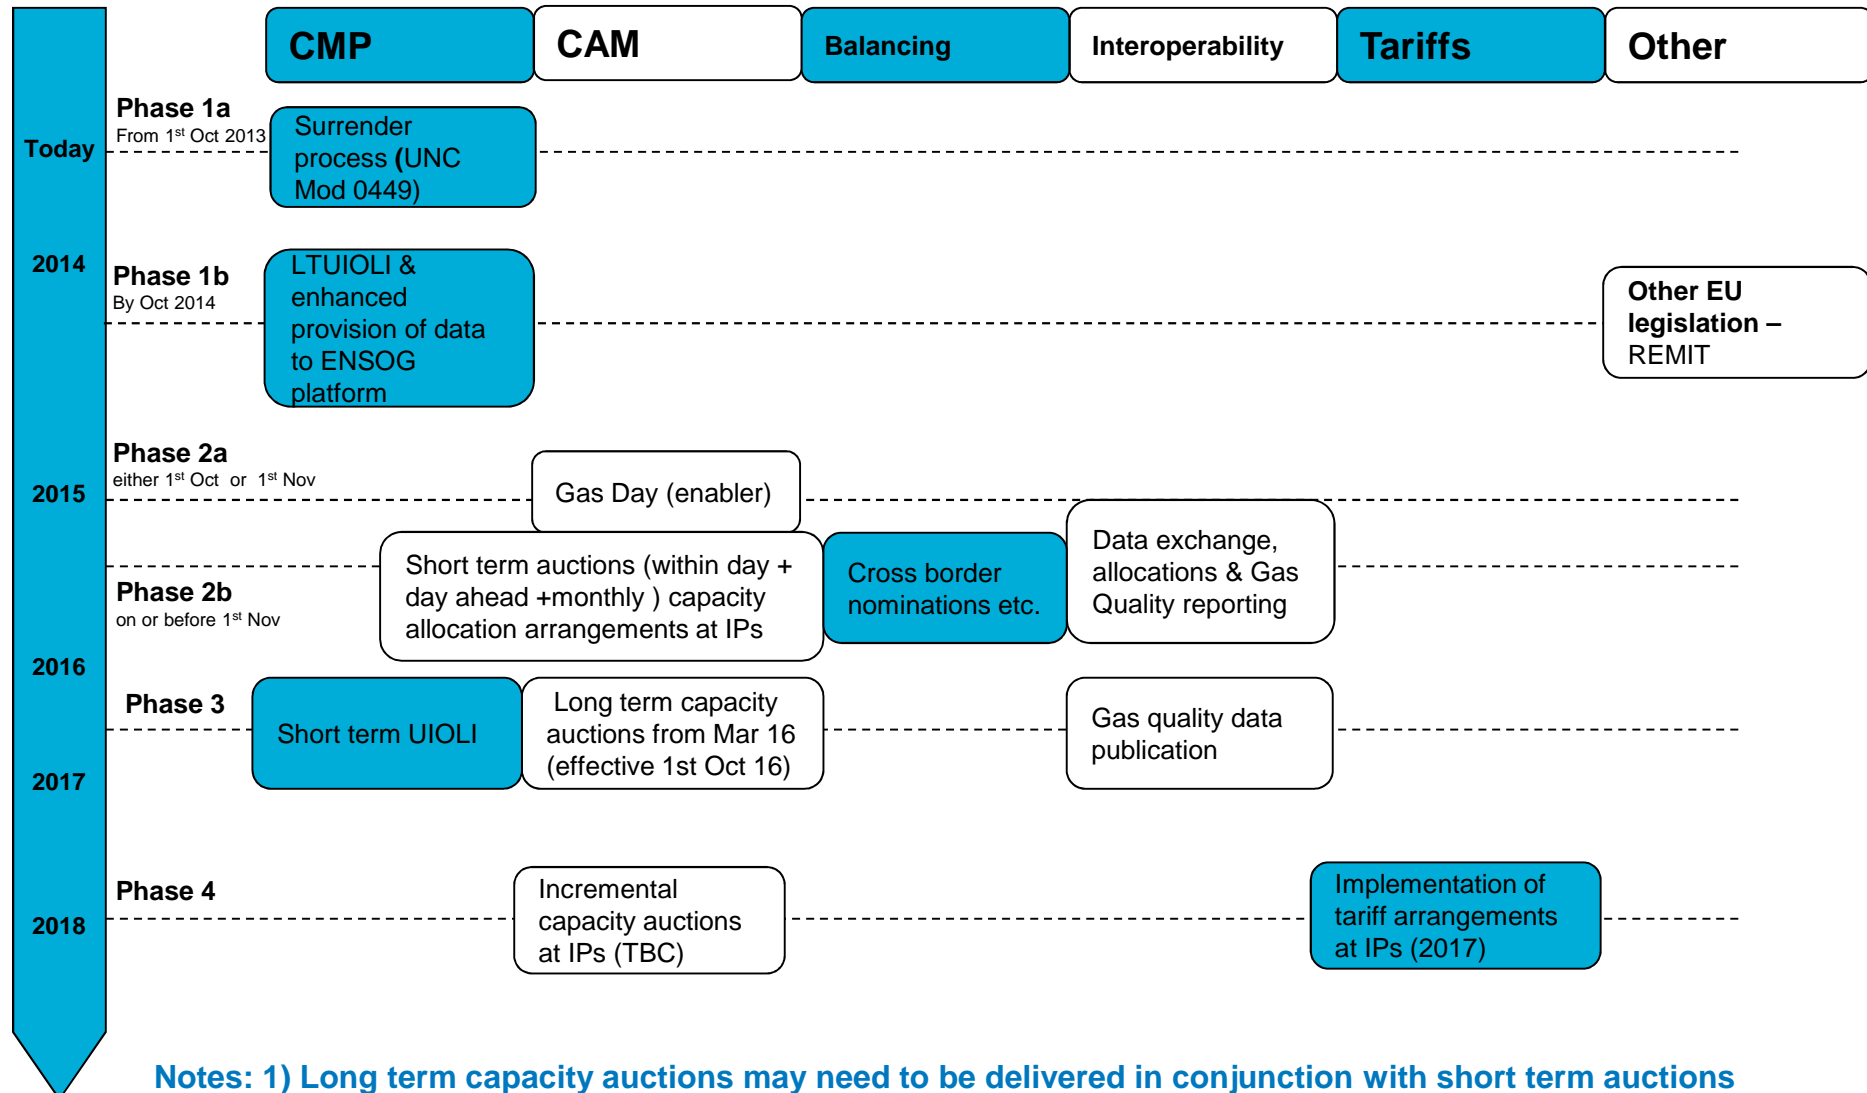 CMP
CAM
Balancing
Interoperability
Tariffs
Other
Today
Phase 1a
From 1st Oct 2013
Surrender
process (UNC
Mod 0449)
2014
Phase 1b
By Oct 2014
LTUIOLI &
enhanced
provision of data
to ENSOG
platform
Other EU
legislation –
REMIT
2015
Phase 2a
either 1st Oct or 1st Nov
Gas Day (enabler)
Phase 2b
on or before 1st Nov
Short term auctions (within day +
day ahead +monthly ) capacity
allocation arrangements at IPs
Cross border
nominations etc.
Data exchange,
allocations & Gas
Quality reporting
2016
Phase 3
Short term UIOLI
Long term capacity
auctions from Mar 16
(effective 1st Oct 16)
Gas quality data
publication
2017
Phase 4
Incremental
capacity auctions
at IPs (TBC)
Implementation of
tariff arrangements
at IPs (2017)
2018
Notes: 1) Long term capacity auctions may need to be delivered in conjunction with short term auctions